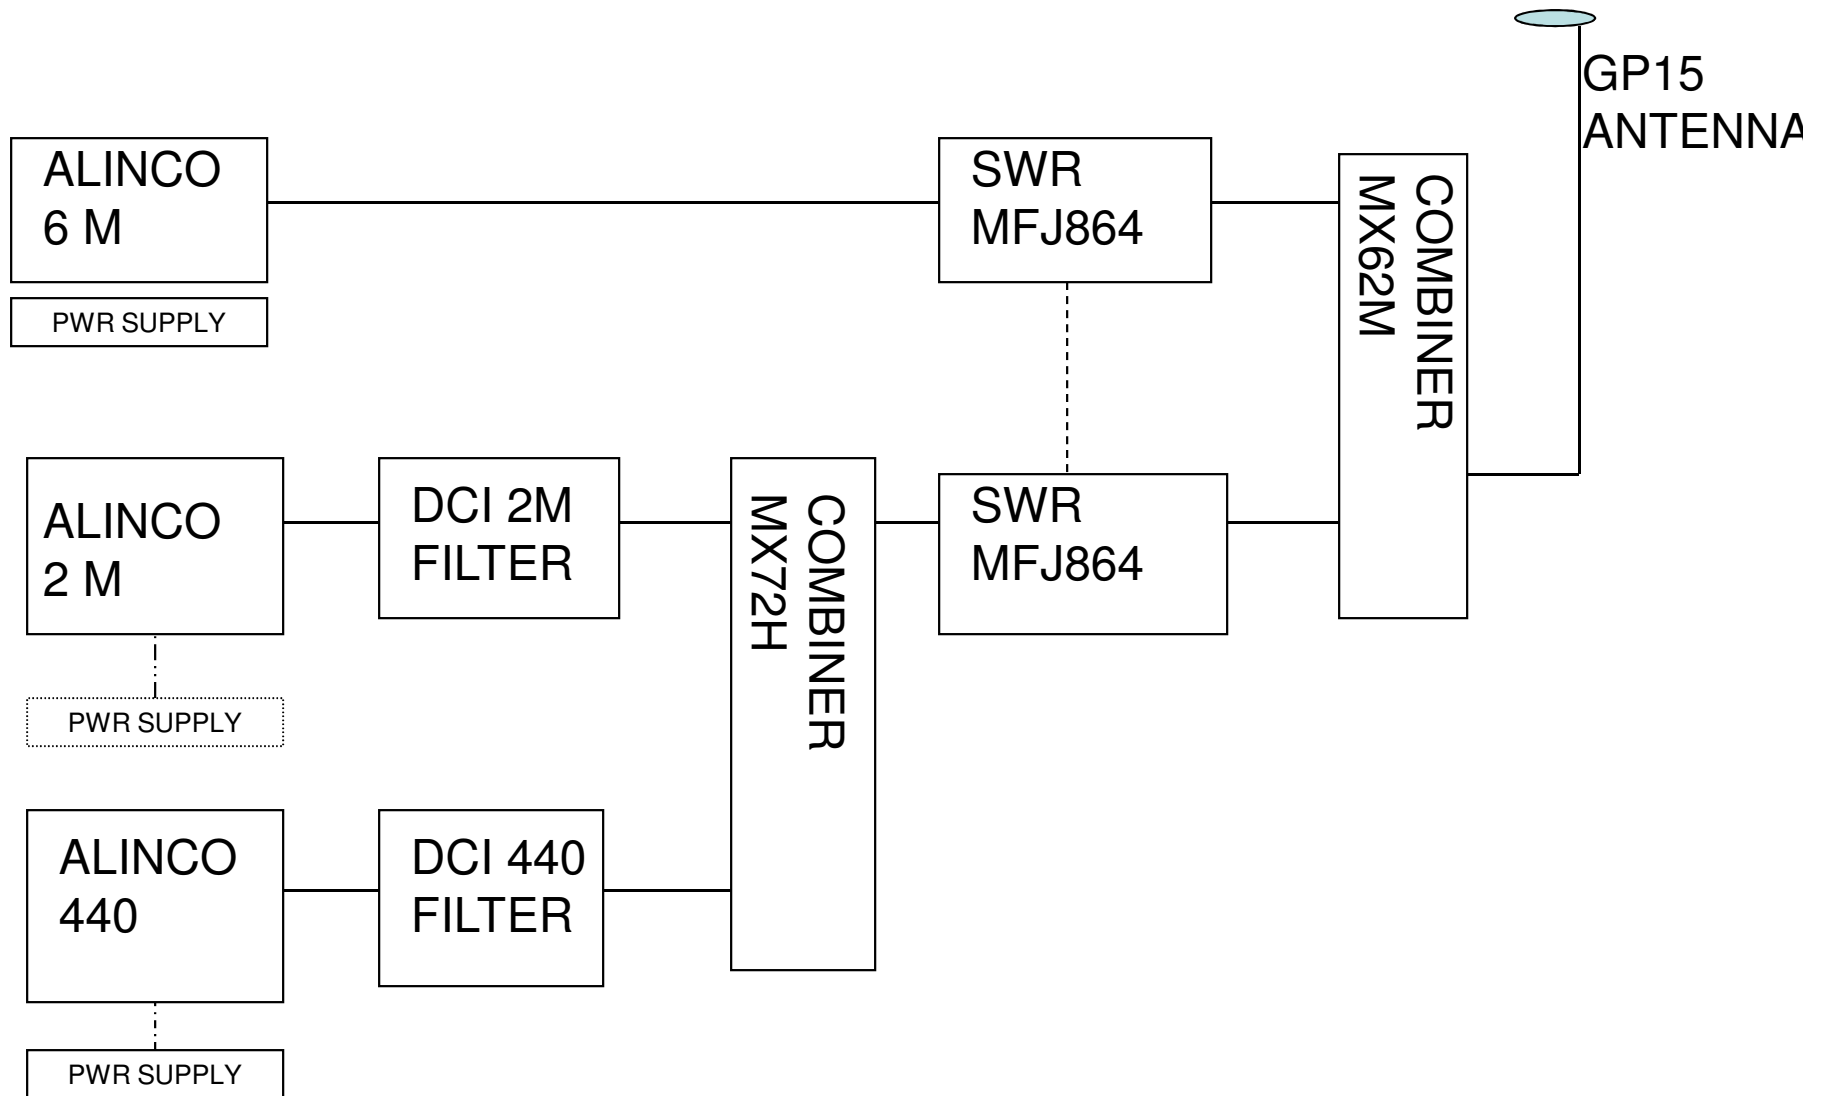 GP15
ANTENNA
ALINCO
6 M
PWR SUPPLY
SWR
MFJ864
COMBINER
MX62M
ALINCO
2 M
PWR SUPPLY
DCI 2M
FILTER
COMBINER
MX72H
SWR
MFJ864
ALINCO
440
PWR SUPPLY
DCI 440
FILTER